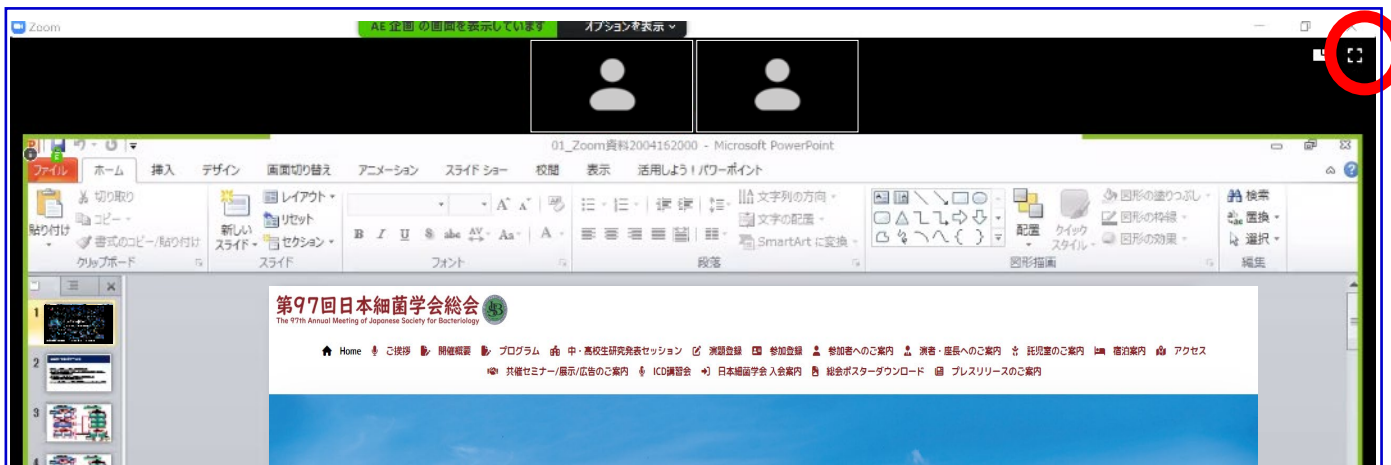 Zoom
AE 企画 の画面を表示しています
オプションを表示
01_Zoom資料2004162000 - Microsoft PowerPoint
ファイル ホーム 挿入 デザイン 画面切り替え アニメーション スライド ショー 校閲 表示 活用しよう!パワーポイント
貼り付け
切り取り
コピー
書式のコピー/貼り付け
クリップボード
新しい
スライド
レイアウト
リセット
セクション
スライド
B I U S abc AV Aa A
フォント
文字列の方向
文字の配置
SmartArt に変換
段落
配置
クイック
スタイル
図形の塗りつぶし
図形の枠線
図形の効果
図形描画
検索
置換
選択
編集
1
2
3
4
第97回日本細菌学会総会
The 97th Annual Meeting of Japanese Society for Bacteriology
Home ご挨拶 開催概要 プログラム 中・高校生研究発表セッション 演題登録 参加登録 参加者へのご案内 演者・座長へのご案内 託児室のご案内 宿泊案内 アクセス
共催セミナー/展示/広告のご案内 ICD講習会 日本細菌学会 入会案内 総会ポスターダウンロード プレスリリースのご案内